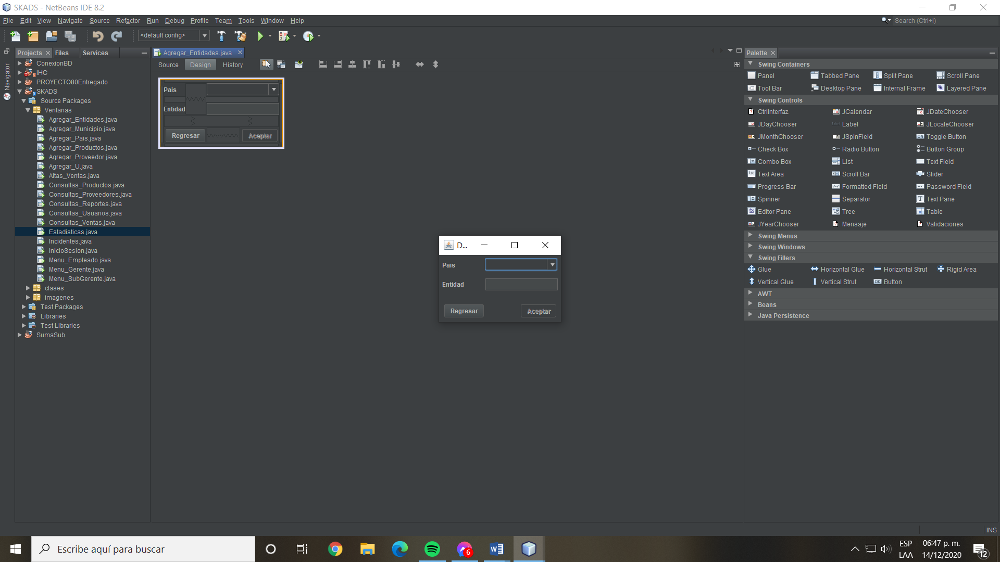 SKADS - NetBeans IDE 8.2
File Edit View Navigate Source Refactor Run Debug Profile Team Tools Window Help
Search (Ctrl+I)
<default config>
Projects Files Services
Navigator
ConexionBD
IHC
PROYECTO80Entregado
SKADS
Source Packages
Ventanas
Agregar_Entidades.java
Agregar_Municipio.java
Agregar_Pais.java
Agregar_Productos.java
Agregar_Proveedor.java
Agregar_U.java
Altas_Ventas.java
Consultas_Productos.java
Consultas_Proveedores.java
Consultas_Reportes.java
Consultas_Usuarios.java
Consultas_Ventas.java
Estadisticas.java
Incidentes.java
InicioSesion.java
Menu_Empleado.java
Menu_Gerente.java
Menu_SubGerente.java
clases
imagenes
Test Packages
Libraries
Test Libraries
SumaSub
Agregar_Entidades.java
Source Design History
Pais
Entidad
Regresar Aceptar
D...
Pais
Entidad
Regresar Aceptar
Palette
Swing Containers
Panel Tabbed Pane Split Pane Scroll Pane
Tool Bar Desktop Pane Internal Frame Layered Pane
Swing Controls
CtrlInterfaz JCalendar JDateChooser
JDayChooser Label JLocaleChooser
JMonthChooser JSpinField Toggle Button
Check Box Radio Button Button Group
Combo Box List Text Field
Text Area Scroll Bar Slider
Progress Bar Formatted Field Password Field
Spinner Separator Text Pane
Editor Pane Tree Table
JYearChooser Mensaje Validaciones
Swing Menus
Swing Windows
Swing Fillers
Glue Horizontal Glue Horizontal Strut Rigid Area
Vertical Glue Vertical Strut Button
AWT
Beans
Java Persistence
INS
Escribe aquí para buscar
6
ESP
LAA
06:47 p. m.
14/12/2020
12